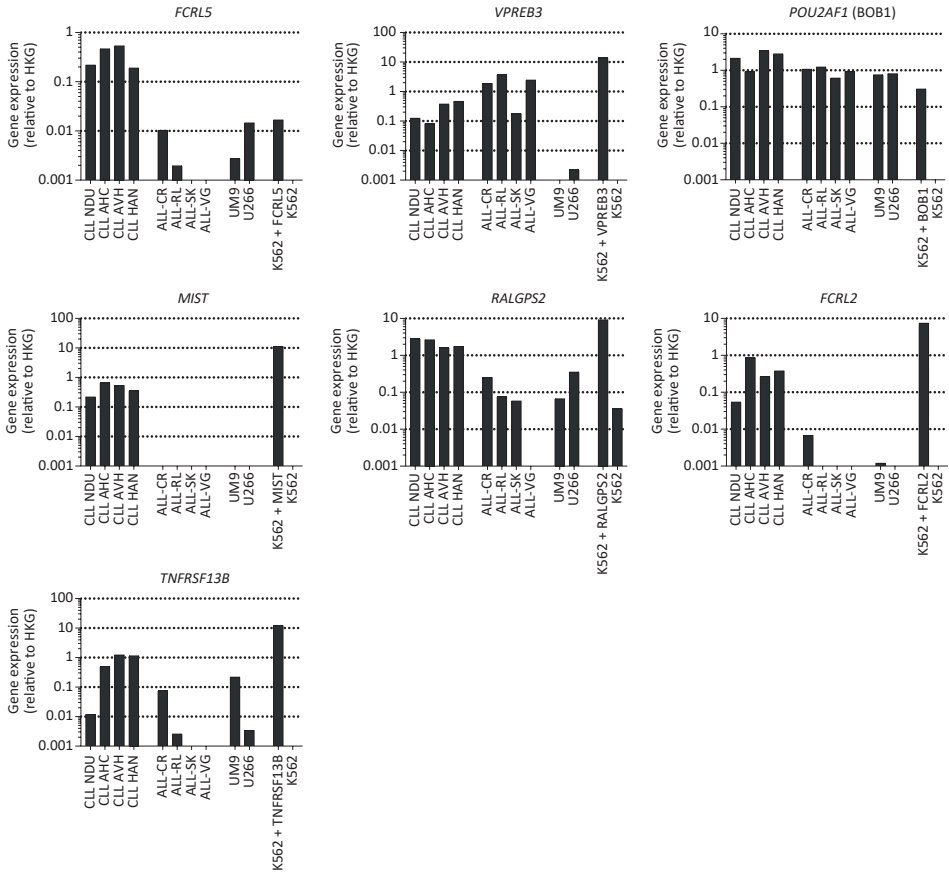 FCRL5
Gene expression
(relative to HKG)
1
0.1
0.01
0.001
CLL NDU
CLL AHC
CLL AVH
CLL HAN
ALL-CR
ALL-RL
ALL-SK
ALL-VG
UM9
U266
K562 + FCRL5
K562
VPREB3
Gene expression
(relative to HKG)
100
10
1
0.1
0.01
0.001
CLL NDU
CLL AHC
CLL AVH
CLL HAN
ALL-CR
ALL-RL
ALL-SK
ALL-VG
UM9
U266
K562 + VPREB3
K562
POU2AF1 (BOB1)
Gene expression
(relative to HKG)
10
1
0.1
0.01
0.001
CLL NDU
CLL AHC
CLL AVH
CLL HAN
ALL-CR
ALL-RL
ALL-SK
ALL-VG
UM9
U266
K562 + BOB1
K562
MIST
Gene expression
(relative to HKG)
100
10
1
0.1
0.01
0.001
CLL NDU
CLL AHC
CLL AVH
CLL HAN
ALL-CR
ALL-RL
ALL-SK
ALL-VG
UM9
U266
K562 + MIST
K562
RALGPS2
Gene expression
(relative to HKG)
10
1
0.1
0.01
0.001
CLL NDU
CLL AHC
CLL AVH
CLL HAN
ALL-CR
ALL-RL
ALL-SK
ALL-VG
UM9
U266
K562 + RALGPS2
K562
FCRL2
Gene expression
(relative to HKG)
10
1
0.1
0.01
0.001
CLL NDU
CLL AHC
CLL AVH
CLL HAN
ALL-CR
ALL-RL
ALL-SK
ALL-VG
UM9
U266
K562 + FCRL2
K562
TNFRSF13B
Gene expression
(relative to HKG)
100
10
1
0.1
0.01
0.001
CLL NDU
CLL AHC
CLL AVH
CLL HAN
ALL-CR
ALL-RL
ALL-SK
ALL-VG
UM9
U266
K562 + TNFRSF13B
K562